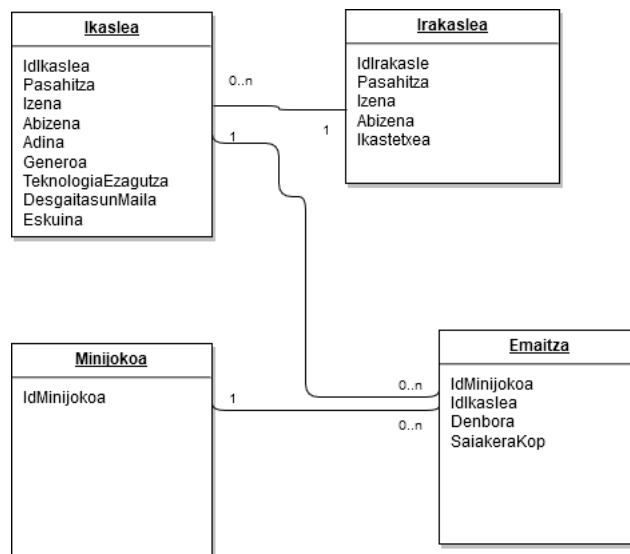 Ikaslea
IdIkaslea
Pasahitza
Izena
Abizena
Adina
Generoa
TeknologiaEzagutza
DesgaitasunMaila
Eskuina
0..n
1
1
Irakaslea
IdIrakasle
Pasahitza
Izena
Abizena
Ikastetxea
Minijokoa
IdMinijokoa
1
0..n
0..n
Emaitza
IdMinijokoa
IdIkaslea
Denbora
SaiakeraKop